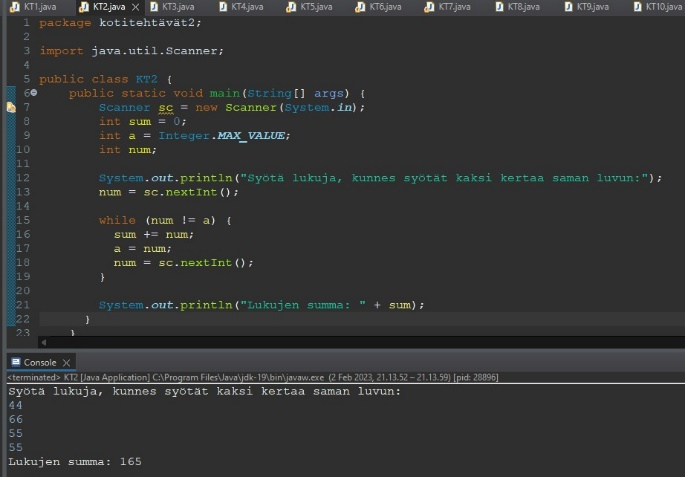 KT1.java KT2.java KT3.java KT4.java KT5.java KT6.java KT7.java KT8.java KT9.java KT10.java
1 package kotitehtävät2;
2
3 import java.util.Scanner;
4
5 public class KT2 {
6 public static void main(String[] args) {
7 Scanner sc = new Scanner(System.in);
8 int sum = 0;
9 int a = Integer.MAX_VALUE;
10 int num;
11
12 System.out.println("Syötä lukuja, kunnes syötät kaksi kertaa saman luvun:");
13 num = sc.nextInt();
14
15 while (num != a) {
16 sum += num;
17 a = num;
18 num = sc.nextInt();
19 }
20
21 System.out.println("Lukujen summa: " + sum);
22 }
23 }
Console
<terminated> KT2 [Java Application] C:\Program Files\Java\jdk-19\bin\javaw.exe (2 Feb 2023, 21.13.52 – 21.13.59) [pid: 28896]
Syötä lukuja, kunnes syötät kaksi kertaa saman luvun:
44
66
55
55
Lukujen summa: 165